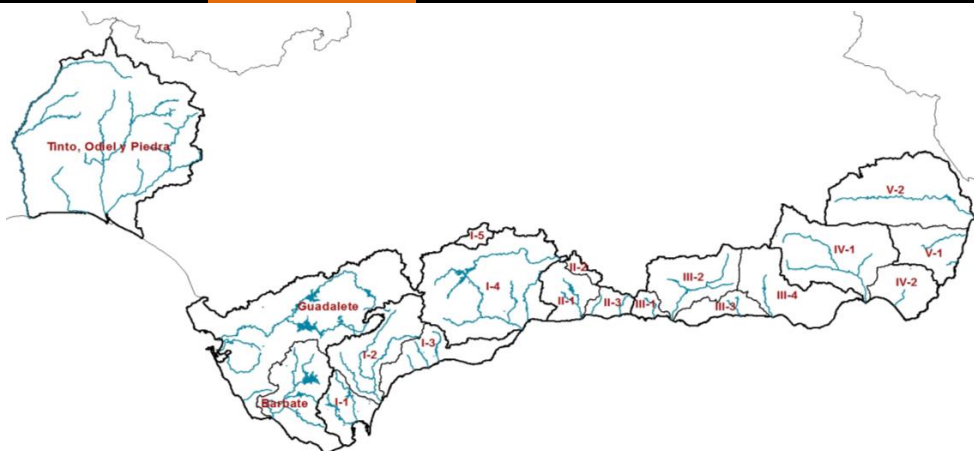 Tinto, Odiel y Piedra
V-2
I-5
IV-1
V-1
II-2
III-2
I-4
IV-2
III-4
II-1
II-3
III-1
III-3
Guadalete
I-3
I-2
Barbate
I-1